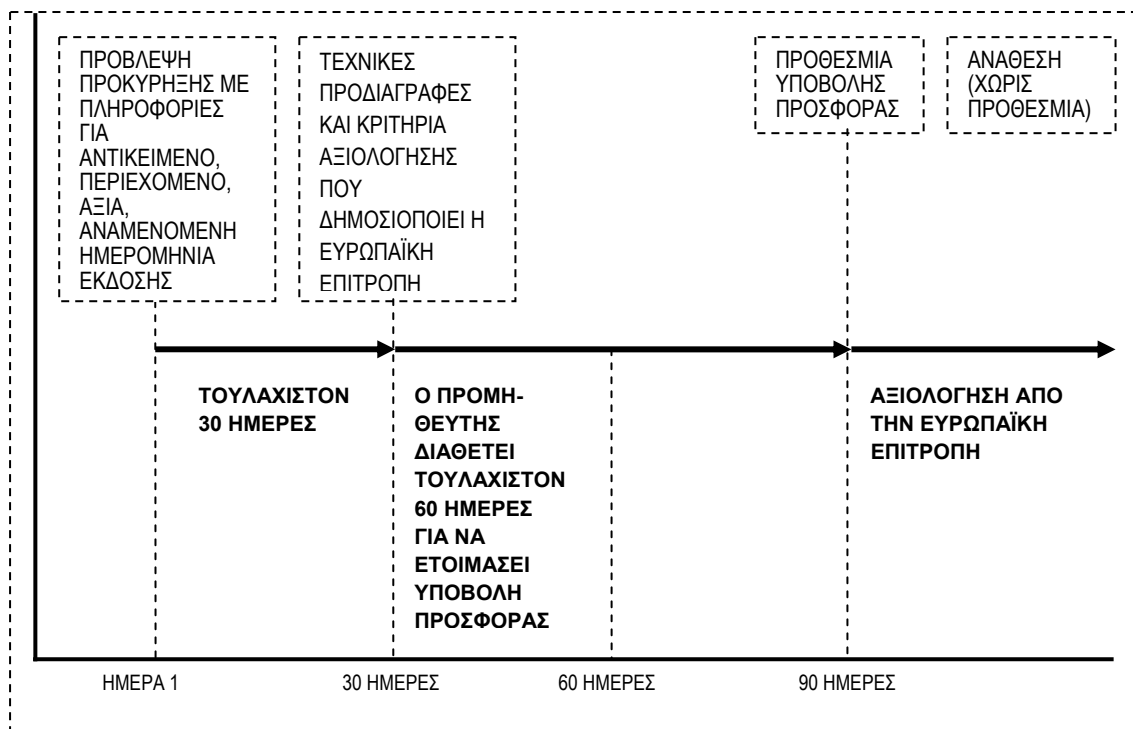 ΠΡΟΒΛΕΨΗ
ΠΡΟΚΥΡΗΞΗΣ ΜΕ
ΠΛΗΡΟΦΟΡΙΕΣ
ΓΙΑ
ΑΝΤΙΚΕΙΜΕΝΟ,
ΠΕΡΙΕΧΟΜΕΝΟ,
ΑΞΙΑ,
ΑΝΑΜΕΝΟΜΕΝΗ
ΗΜΕΡΟΜΗΝΙΑ
ΕΚΔΟΣΗΣ
ΤΕΧΝΙΚΕΣ
ΠΡΟΔΙΑΓΡΑΦΕΣ
ΚΑΙ ΚΡΙΤΗΡΙΑ
ΑΞΙΟΛΟΓΗΣΗΣ
ΠΟΥ
ΔΗΜΟΣΙΟΠΟΙΕΙ Η
ΕΥΡΩΠΑΪΚΗ
ΕΠΙΤΡΟΠΗ
ΠΡΟΘΕΣΜΙΑ
ΥΠΟΒΟΛΗΣ
ΠΡΟΣΦΟΡΑΣ
ΑΝΑΘΕΣΗ
(ΧΩΡΙΣ
ΠΡΟΘΕΣΜΙΑ)
ΤΟΥΛΑΧΙΣΤΟΝ
30 ΗΜΕΡΕΣ
Ο ΠΡΟΜΗ-
ΘΕΥΤΗΣ
ΔΙΑΘΕΤΕΙ
ΤΟΥΛΑΧΙΣΤΟΝ
60 ΗΜΕΡΕΣ
ΓΙΑ ΝΑ
ΕΤΟΙΜΑΣΕΙ
ΥΠΟΒΟΛΗ
ΠΡΟΣΦΟΡΑΣ
ΑΞΙΟΛΟΓΗΣΗ ΑΠΟ
ΤΗΝ ΕΥΡΩΠΑΪΚΗ
ΕΠΙΤΡΟΠΗ
ΗΜΕΡΑ 1
30 ΗΜΕΡΕΣ
60 ΗΜΕΡΕΣ
90 ΗΜΕΡΕΣ